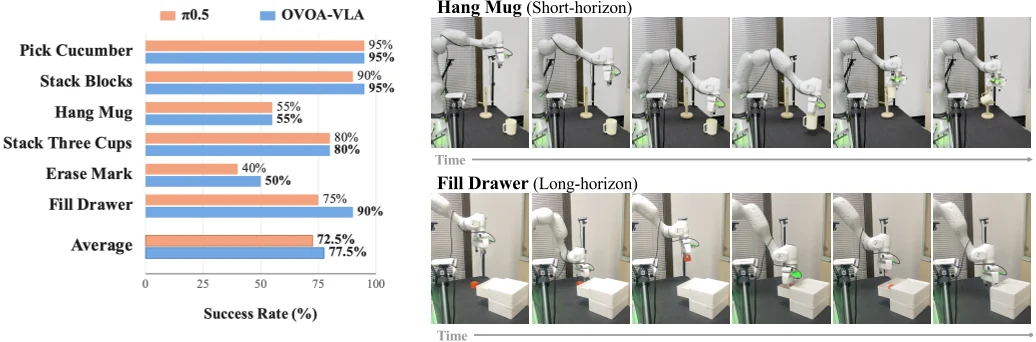 π0.5 OVOA-VLA
Pick Cucumber 95% 95%
Stack Blocks 90% 95%
Hang Mug 55% 55%
Stack Three Cups 80% 80%
Erase Mark 40% 50%
Fill Drawer 75% 90%
Average 72.5% 77.5%
0 25 50 75 100
Success Rate (%)
Hang Mug (Short-horizon)
Time
Fill Drawer (Long-horizon)
Time